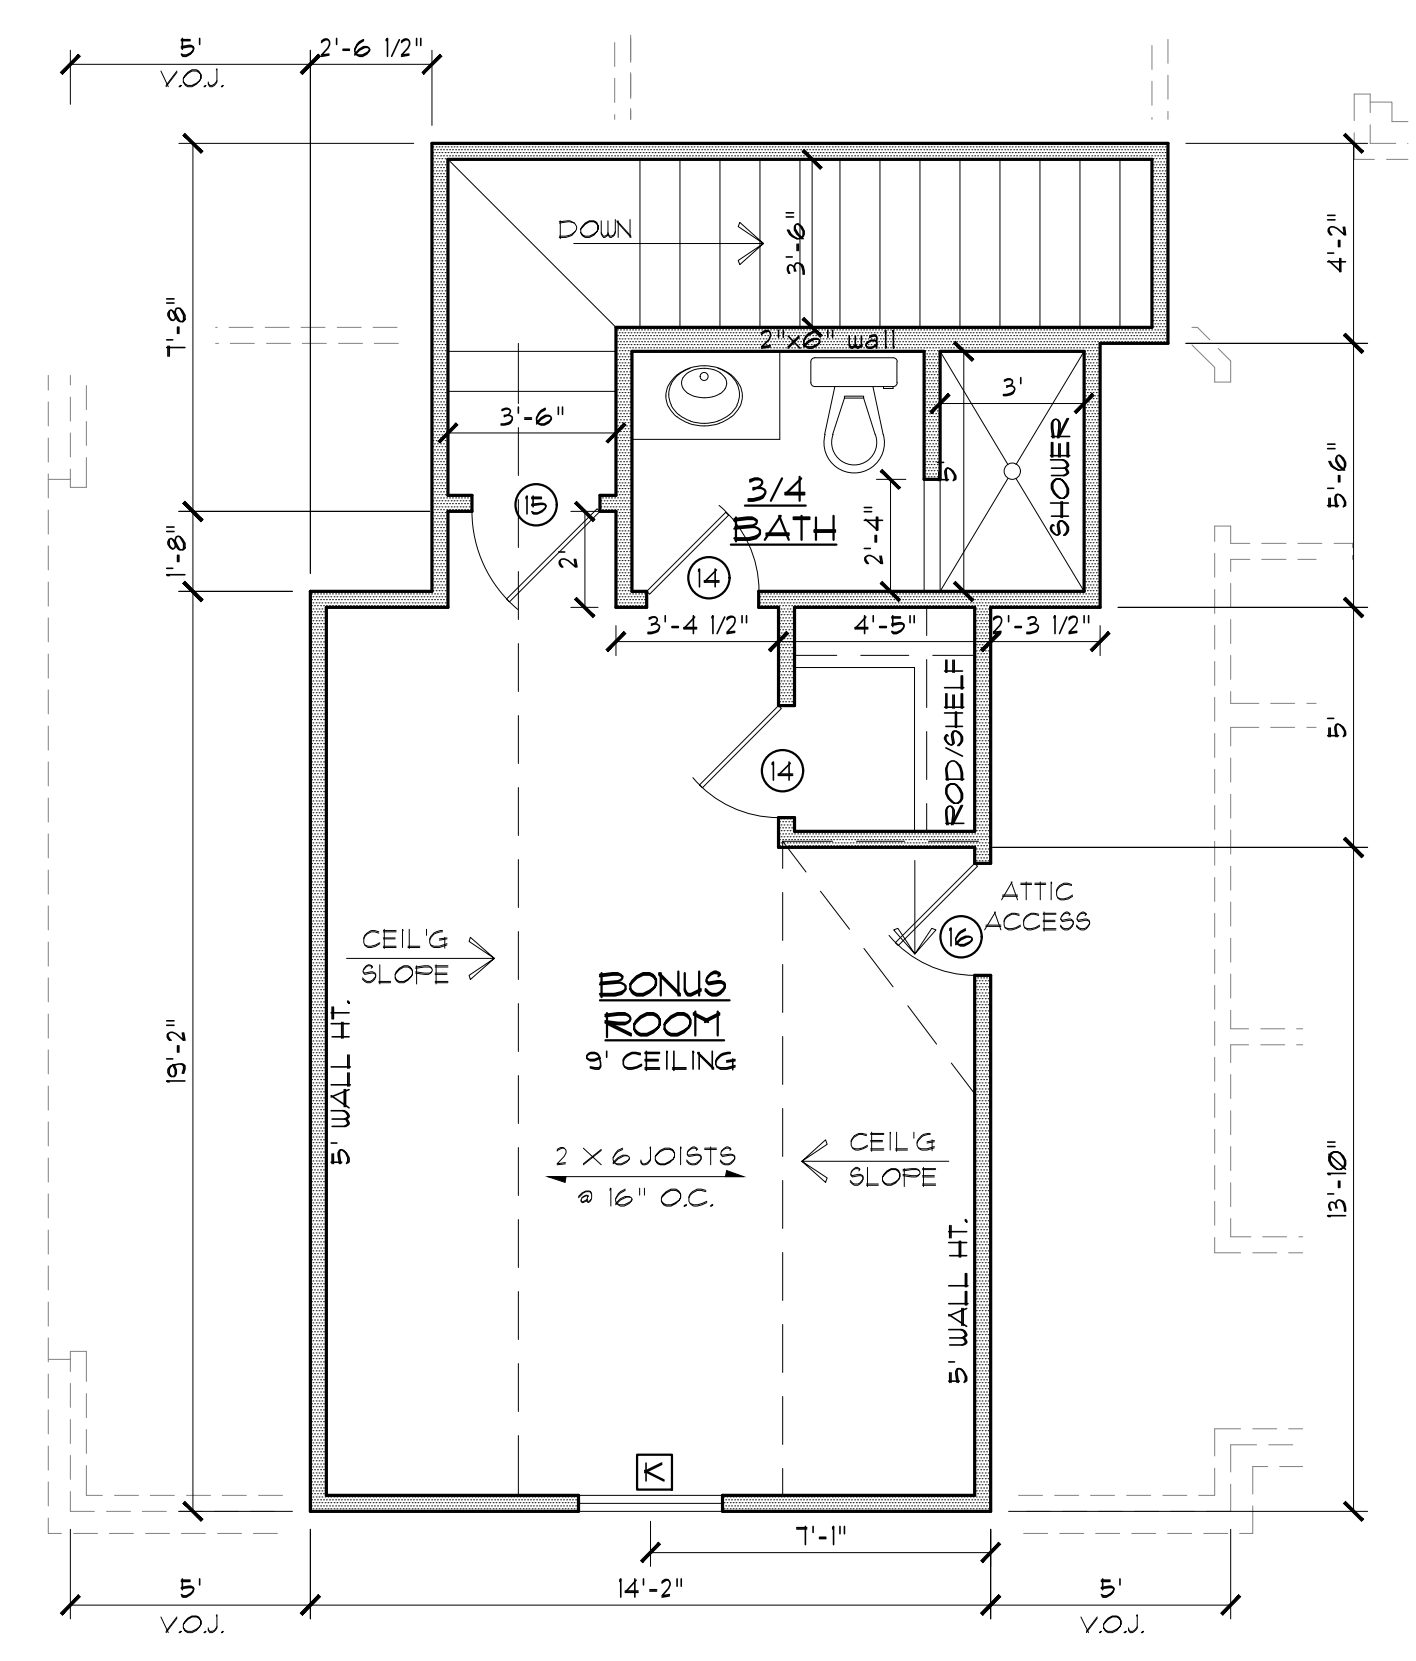 5'
V.O.J.
2'-6 1/2"
DOWN
3'-6"
4'-2"
7'-8"
2"x6" wall
3'
3'-6"
SHOWER
5'
5'-6"
15
3/4
BATH
2'-4"
1'-8"
2'
14
3'-4 1/2"
4'-5"
2'-3 1/2"
ROD/SHELF
5'
14
ATTIC
ACCESS
16
CEIL'G
SLOPE
BONUS
ROOM
9' CEILING
5' WALL HT.
19'-2"
2 X 6 JOISTS
@ 16" O.C.
CEIL'G
SLOPE
13'-10"
5' WALL HT.
K
7'-1"
5'
V.O.J.
14'-2"
5'
V.O.J.